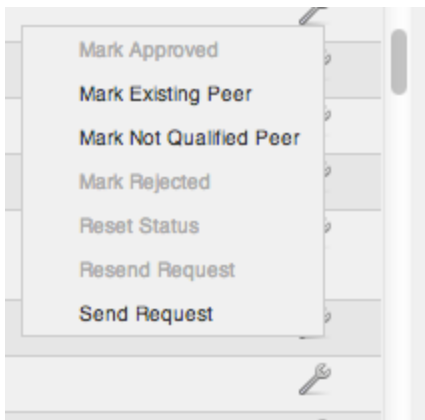 Mark Approved
Mark Existing Peer
Mark Not Qualified Peer
Mark Rejected
Reset Status
Resend Request
Send Request